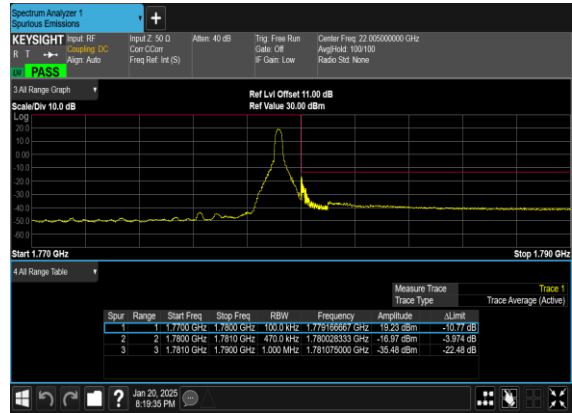 Spectrum Analyzer 1
Spurious Emissions
KEYSIGHT Input: RF Input Z: 50 Ω Atten: 40 dB Trig: Free Run Center Freq: 22.005000000 GHz
R T Coupling: DC Corr CCorr Gate: Off Avg|Hold: 100/100
Align: Auto Freq Ref: Int (S) IF Gain: Low Radio Std: None
PASS
3 All Range Graph
Ref Lvl Offset 11.00 dB
Scale/Div 10.0 dB Ref Value 30.00 dBm
Log
20.0
10.0
0.00
-10.0
-20.0
-30.0
-40.0
-50.0
-60.0
Start 1.770 GHz Stop 1.790 GHz
4 All Range Table
Measure Trace Trace 1
Trace Type Trace Average (Active)
Spur Range Start Freq Stop Freq RBW Frequency Amplitude ΔLimit
1 1 1.7700 GHz 1.7800 GHz 100.0 kHz 1.779166667 GHz 19.23 dBm -10.77 dB
2 2 1.7800 GHz 1.7810 GHz 470.0 kHz 1.780028333 GHz -16.97 dBm -3.974 dB
3 3 1.7810 GHz 1.7900 GHz 1.000 MHz 1.781075000 GHz -35.48 dBm -22.48 dB
? Jan 20, 2025
8:19:35 PM